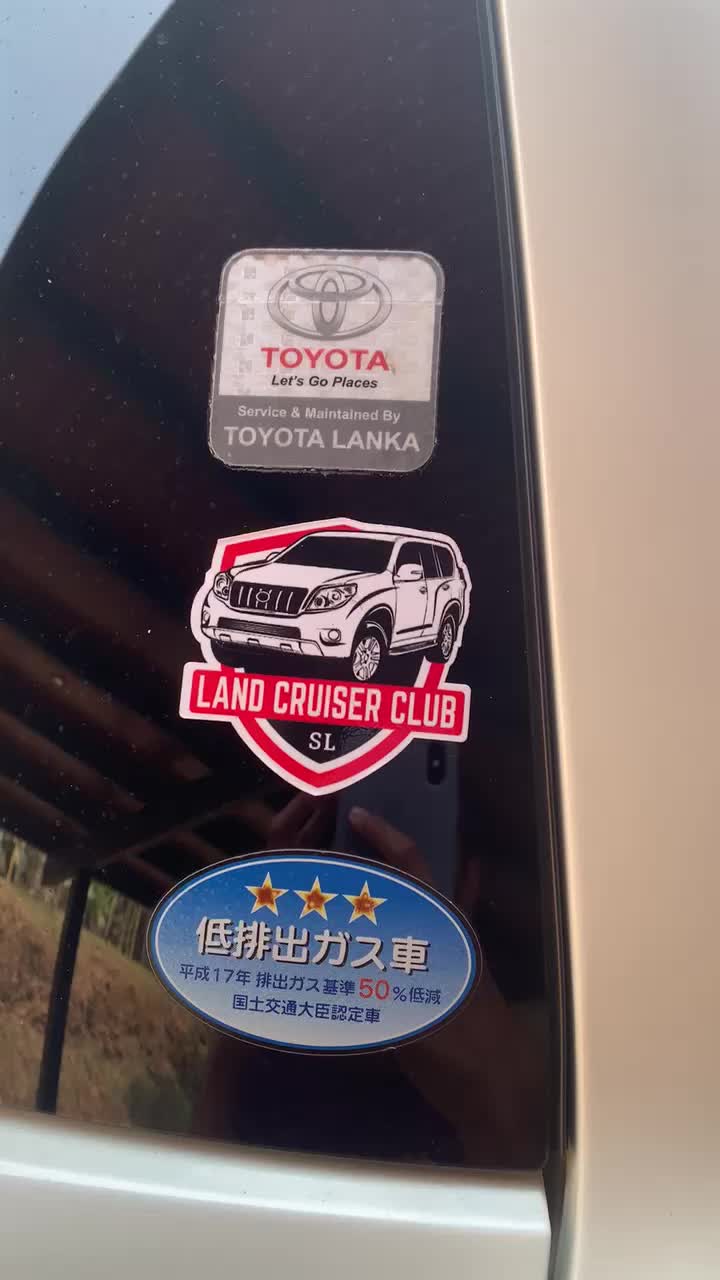 TOYOTA
Let's Go Places
Service & Maintained By
TOYOTA LANKA
LAND CRUISER CLUB
SL
低排出ガス車
平成17年 排出ガス基準50%低減
国土交通大臣認定車